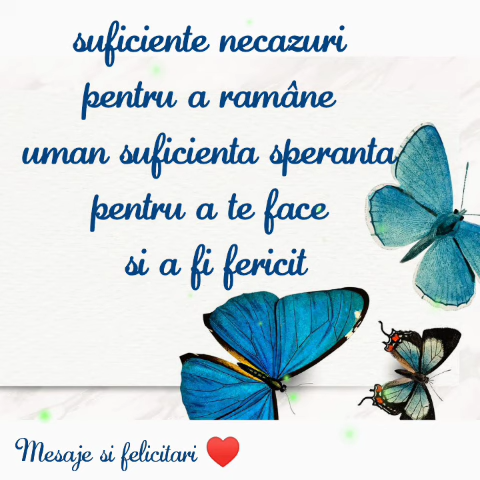 suficiente necazuri
pentru a ramâne
uman suficienta speranta
pentru a te face
si a fi fericit
Mesaje si felicitari